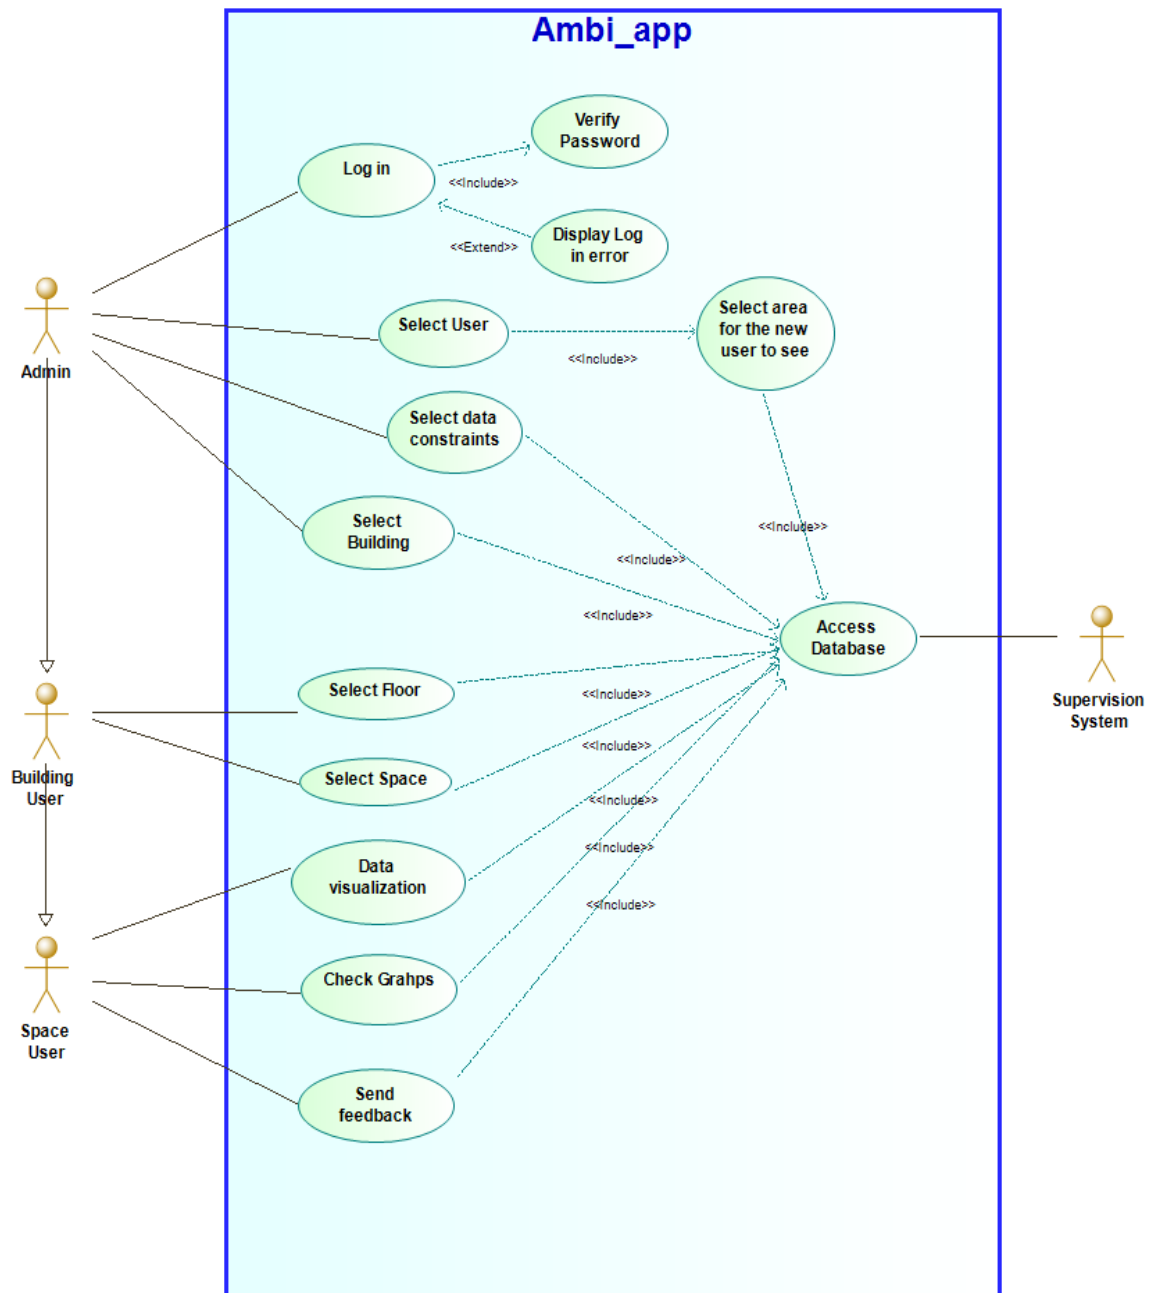 Ambi_app
Verify
Password
Log in
<<Include>>
<<Extend>>
Display Log
in error
Admin
Select User
<<Include>>
Select area
for the new
user to see
Select data
constraints
Select
Building
<<Include>>
<<Include>>
<<Include>>
Access
Database
Supervision
System
Building
User
Select Floor
<<Include>>
Select Space
<<Include>>
Data
visualization
<<Include>>
<<Include>>
<<Include>>
Space
User
Check Grahps
Send
feedback